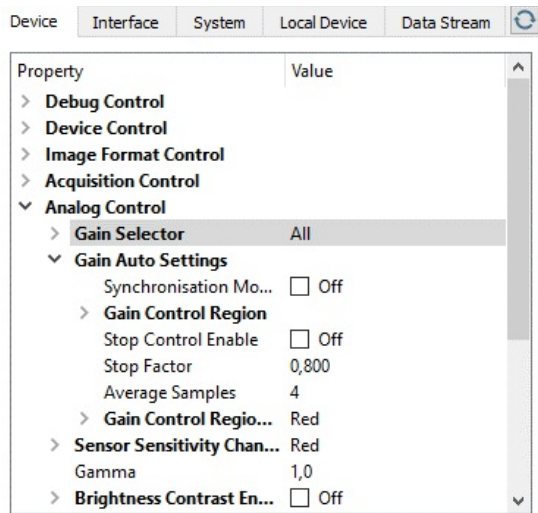 Device Interface System Local Device Data Stream
Property Value
Debug Control
Device Control
Image Format Control
Acquisition Control
Analog Control
Gain Selector All
Gain Auto Settings
Synchronisation Mo... Off
Gain Control Region
Stop Control Enable Off
Stop Factor 0,800
Average Samples 4
Gain Control Regio... Red
Sensor Sensitivity Chan... Red
Gamma 1,0
Brightness Contrast En... Off